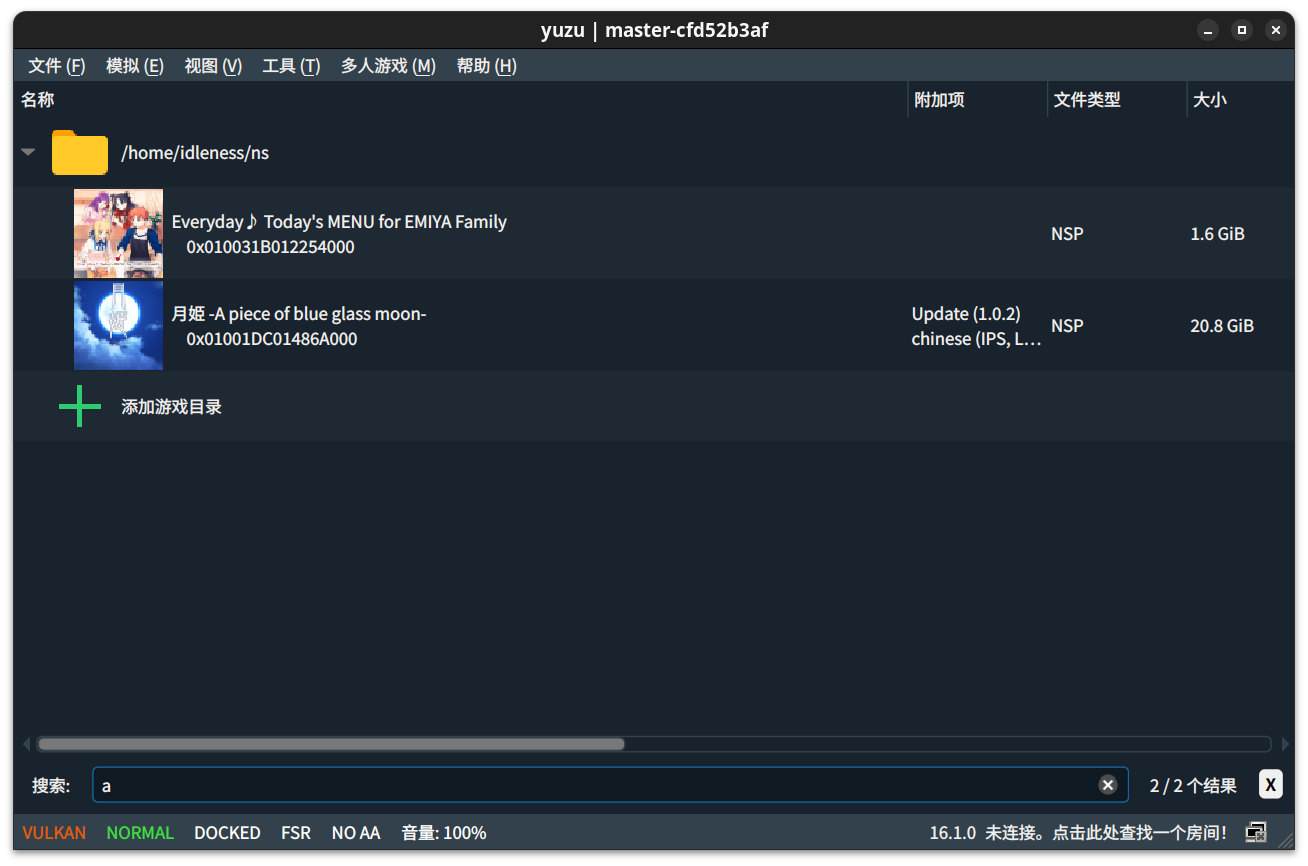 yuzu | master-cfd52b3af
文件 (F) 模拟 (E) 视图 (V) 工具 (T) 多人游戏 (M) 帮助 (H)
名称 附加项 文件类型 大小
/home/idleness/ns
Everyday♪ Today's MENU for EMIYA Family
0x010031B012254000
NSP 1.6 GiB
月姫 -A piece of blue glass moon-
0x01001DC01486A000
Update (1.0.2)
chinese (IPS, L…
NSP 20.8 GiB
添加游戏目录
搜索: a 2 / 2 个结果 X
VULKAN NORMAL DOCKED FSR NO AA 音量: 100% 16.1.0 未连接。点击此处查找一个房间！